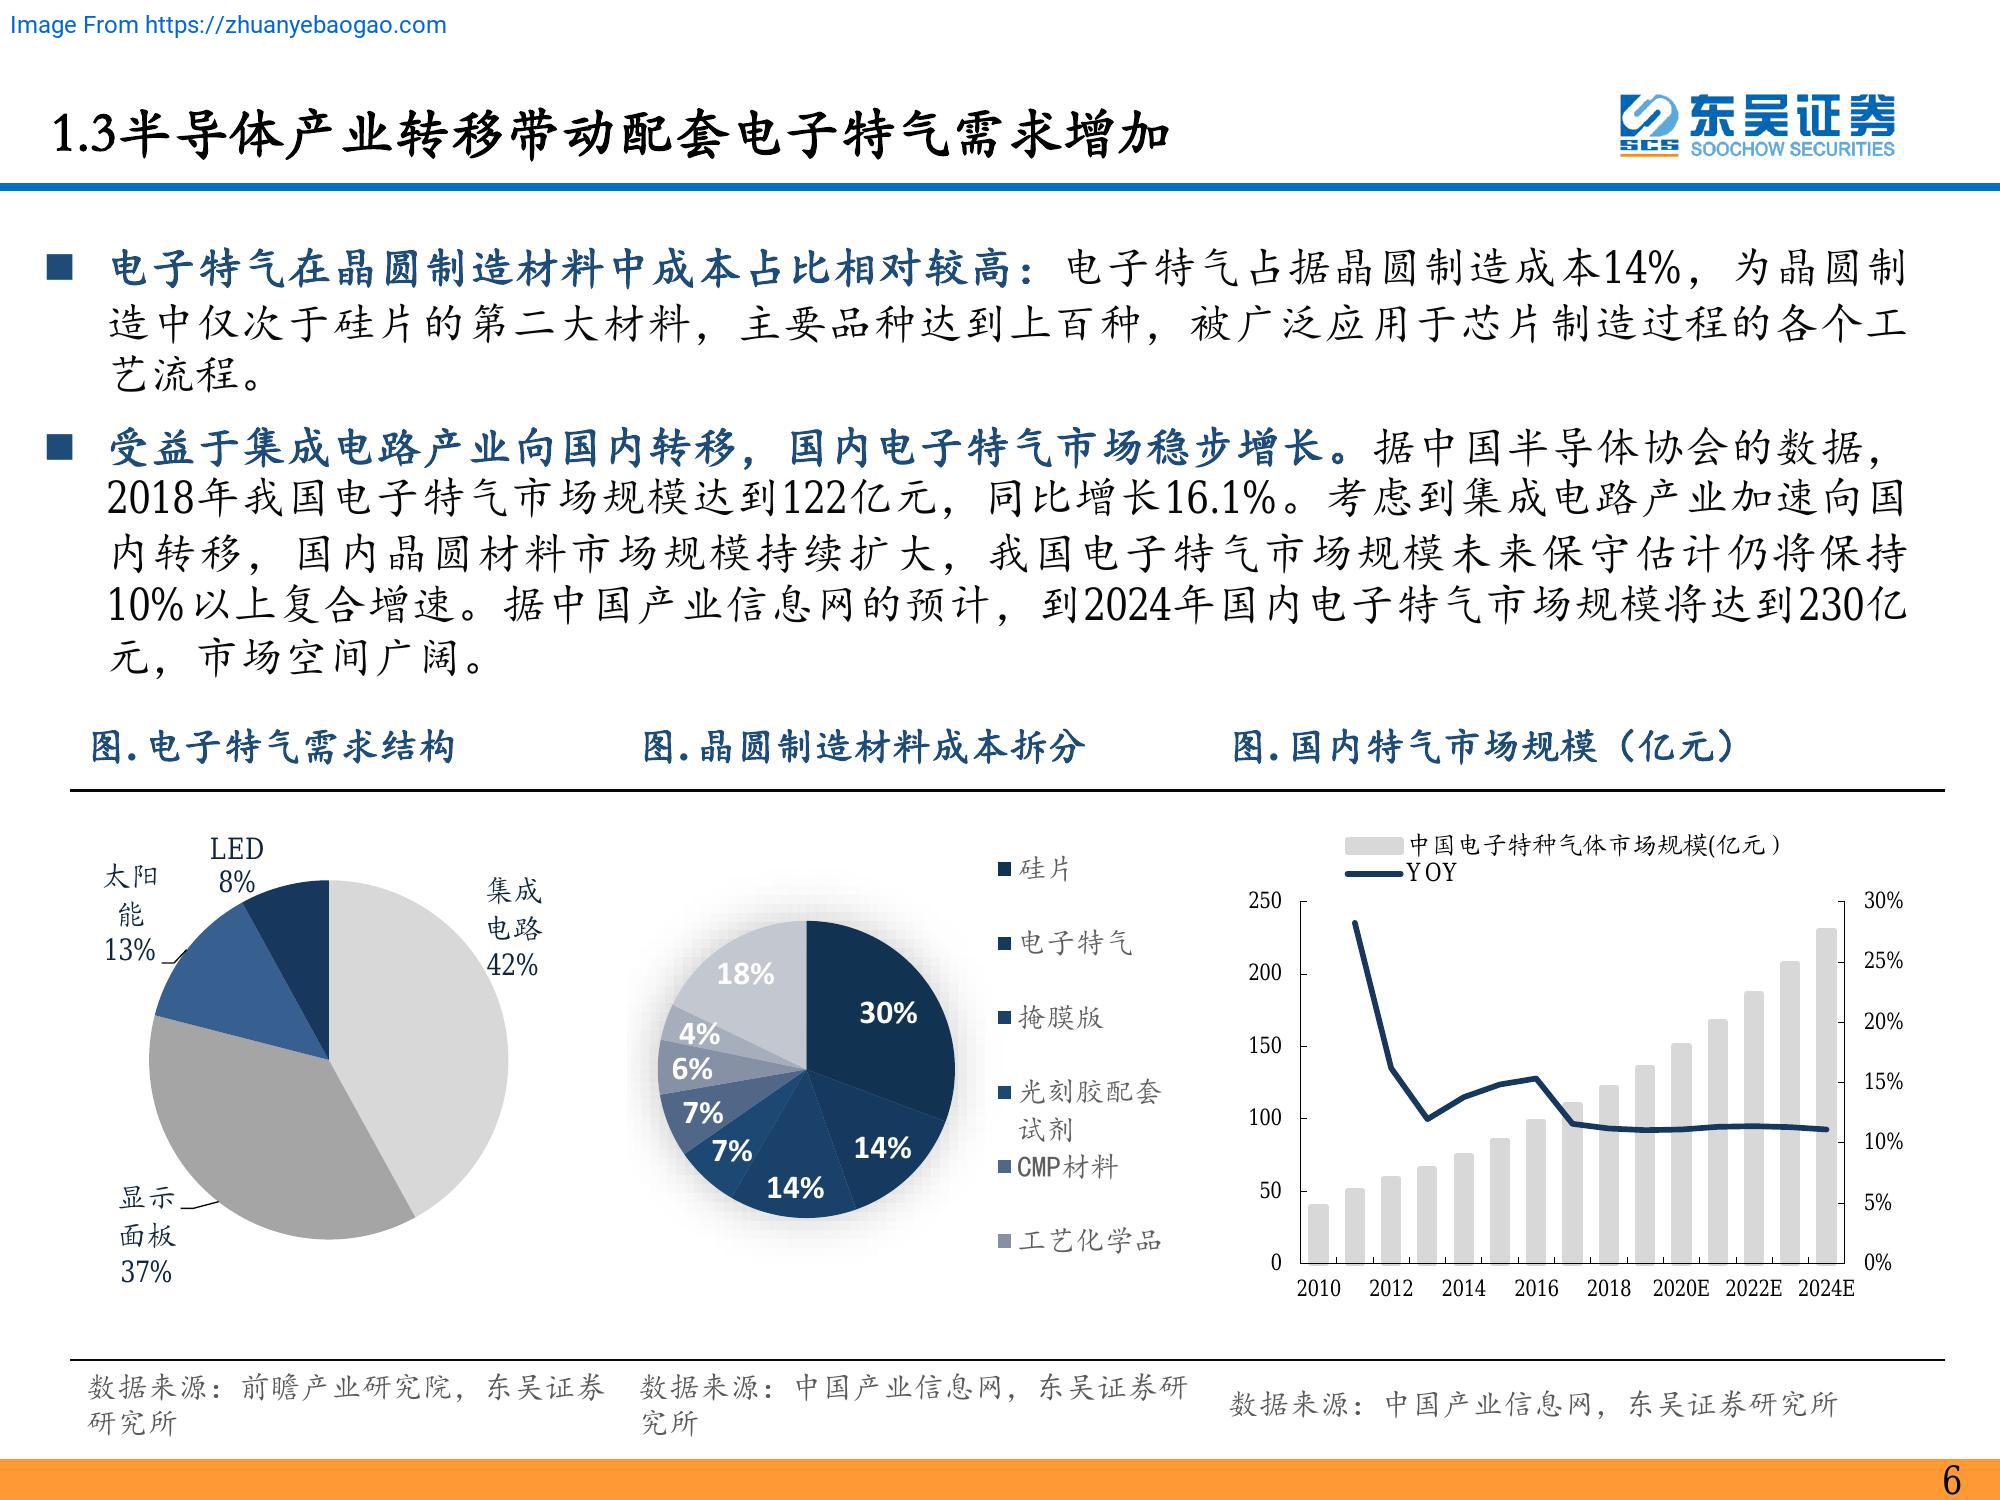 Image From https://zhuanyebaogao.com
1.3半导体产业转移带动配套电子特气需求增加
东吴证券
SCS
SOOCHOW SECURITIES
■ 电子特气在晶圆制造材料中成本占比相对较高：电子特气占据晶圆制造成本14%，为晶圆制
造中仅次于硅片的第二大材料，主要品种达到上百种，被广泛应用于芯片制造过程的各个工
艺流程。
■ 受益于集成电路产业向国内转移，国内电子特气市场稳步增长。据中国半导体协会的数据，
2018年我国电子特气市场规模达到122亿元，同比增长16.1%。考虑到集成电路产业加速向国
内转移，国内晶圆材料市场规模持续扩大，我国电子特气市场规模未来保守估计仍将保持
10%以上复合增速。据中国产业信息网的预计，到2024年国内电子特气市场规模将达到230亿
元，市场空间广阔。
图.电子特气需求结构
LED
8%
太阳
能
13%
集成
电路
42%
显示
面板
37%
图.晶圆制造材料成本拆分
18%
30%
4%
6%
7%
7%
14%
14%
硅片
电子特气
掩膜版
光刻胶配套
试剂
CMP材料
工艺化学品
图.国内特气市场规模（亿元）
中国电子特种气体市场规模(亿元）
YOY
250
200
150
100
50
0
30%
25%
20%
15%
10%
5%
0%
2010 2012 2014 2016 2018 2020E 2022E 2024E
数据来源：前瞻产业研究院，东吴证券
研究所
数据来源：中国产业信息网，东吴证券研
究所
数据来源：中国产业信息网，东吴证券研究所
6